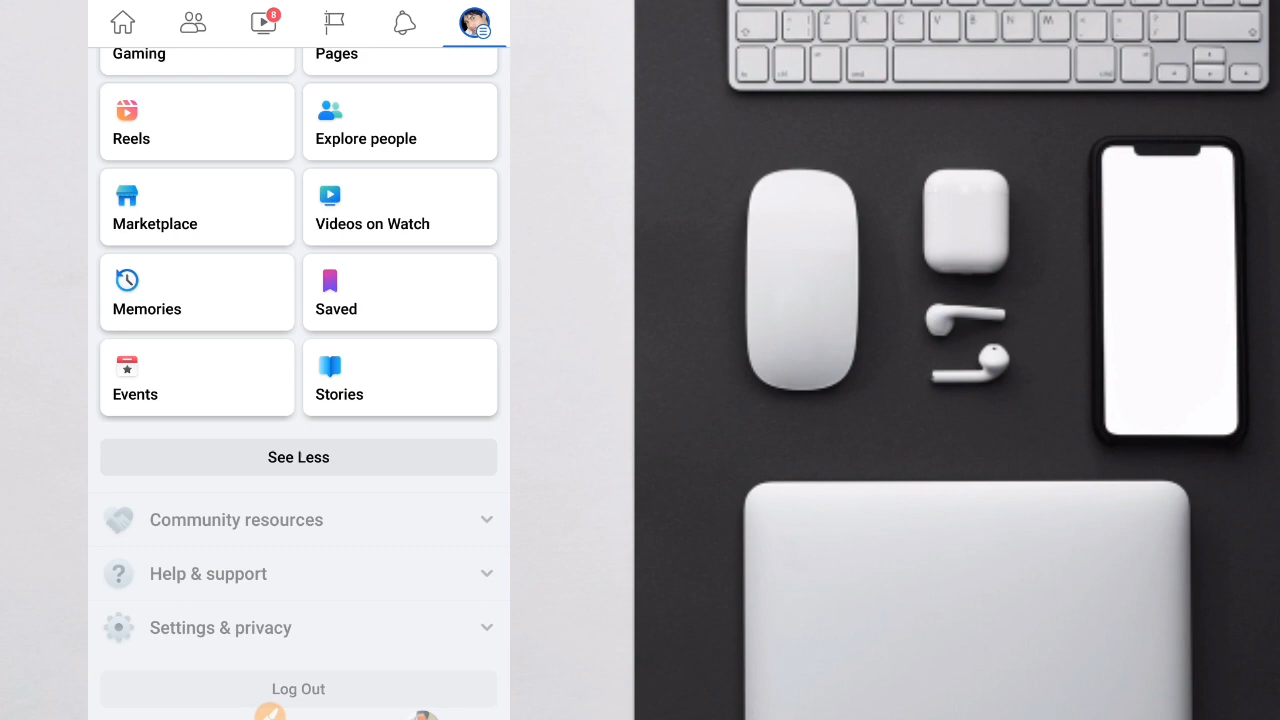 8
Gaming
Pages
Reels
Explore people
Marketplace
Videos on Watch
Memories
Saved
Events
Stories
See Less
Community resources
Help & support
Settings & privacy
Log Out
Z X C V B N M